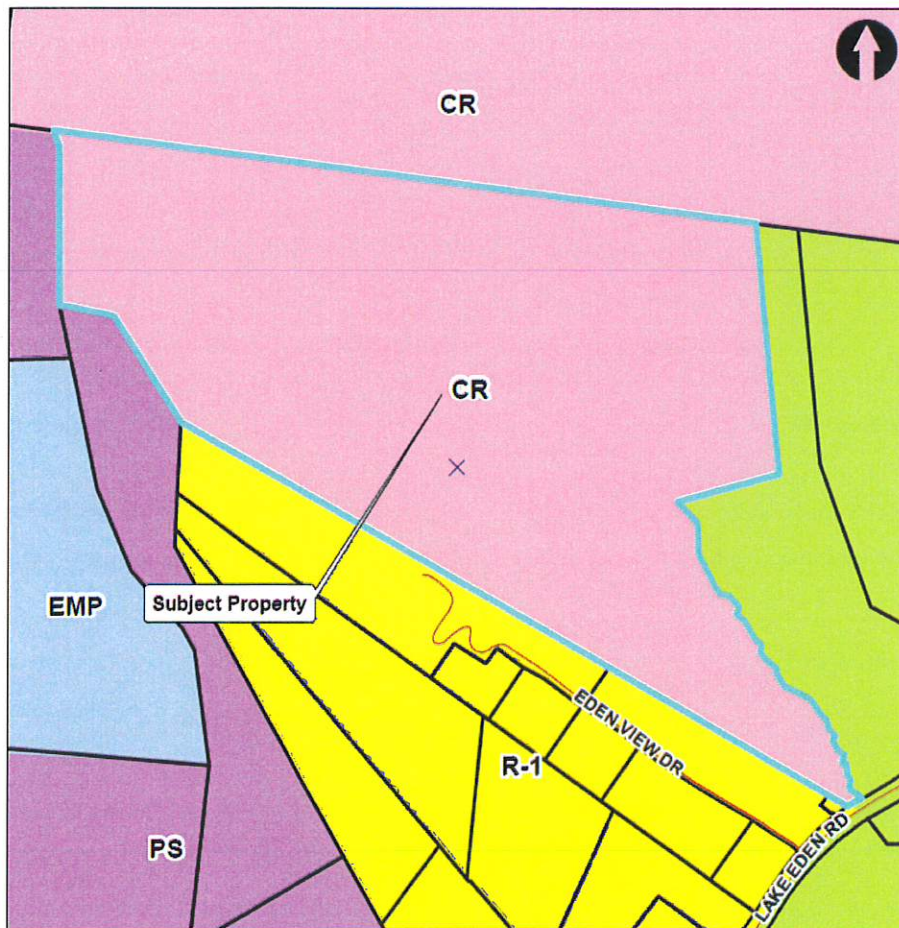 CR
CR
Subject Property
EMP
EDEN VIEW DR
R-1
PS
LAKE EDEN RD